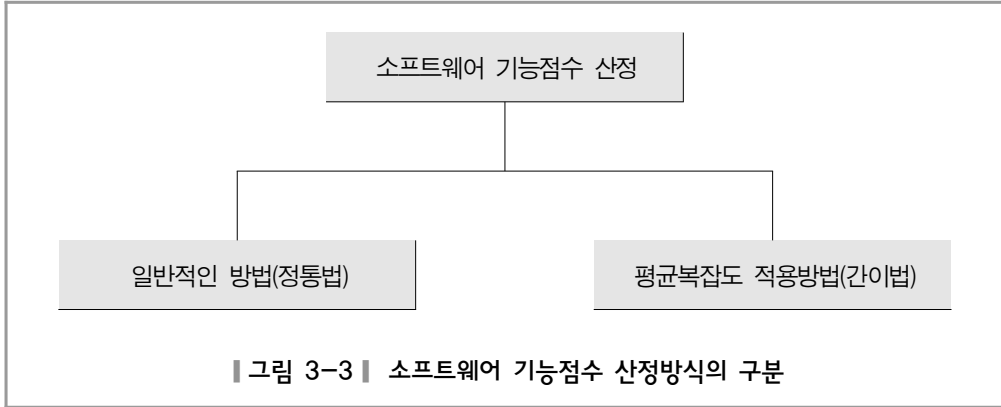 소프트웨어 기능점수 산정
일반적인 방법(정통법)
평균복잡도 적용방법(간이법)
‖그림 3-3‖ 소프트웨어 기능점수 산정방식의 구분